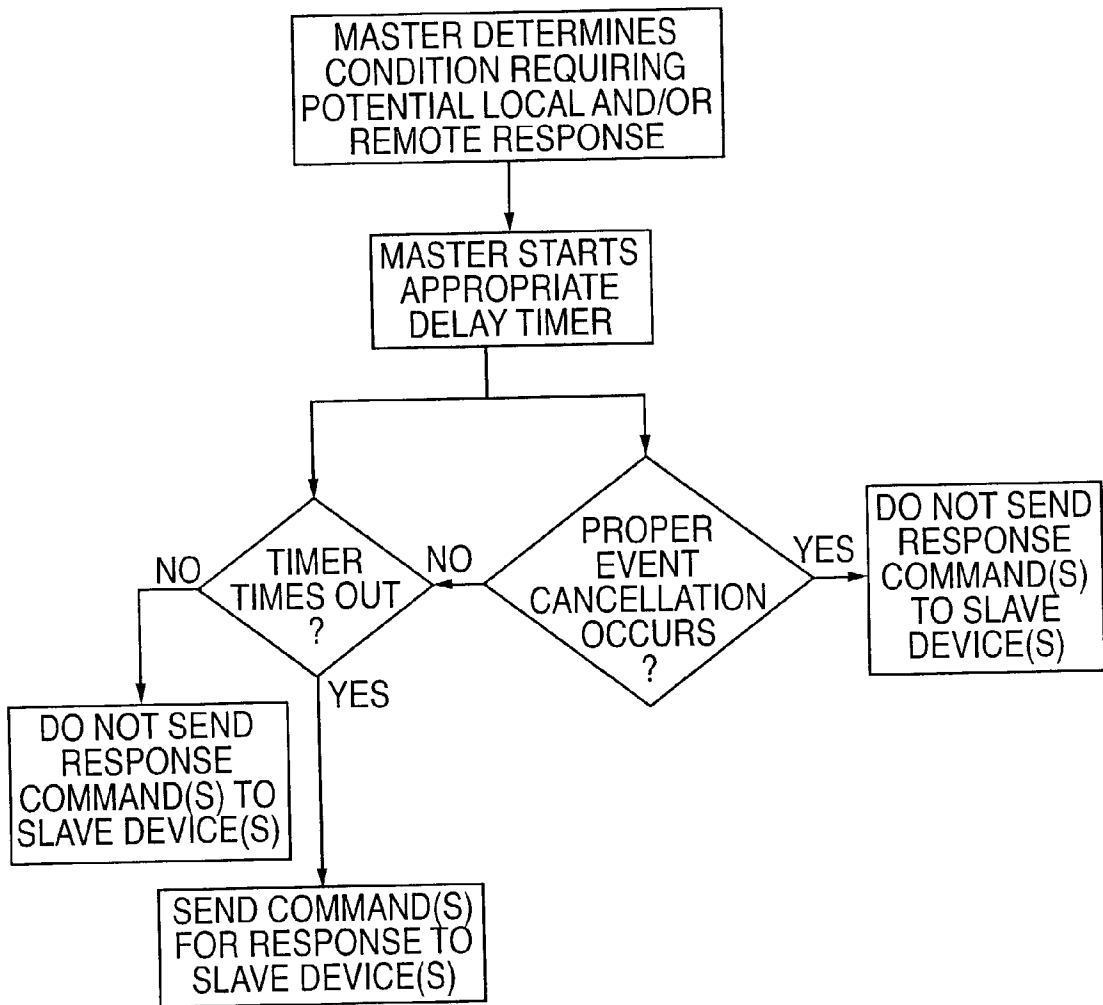 MASTER DETERMINES
CONDITION REQUIRING
POTENTIAL LOCAL AND/OR
REMOTE RESPONSE
MASTER STARTS
APPROPRIATE
DELAY TIMER
NO
TIMER
TIMES OUT
?
NO
PROPER
EVENT
CANCELLATION
OCCURS
?
YES
DO NOT SEND
RESPONSE
COMMAND(S)
TO SLAVE
DEVICE(S)
YES
DO NOT SEND
RESPONSE
COMMAND(S) TO
SLAVE DEVICE(S)
SEND COMMAND(S)
FOR RESPONSE TO
SLAVE DEVICE(S)